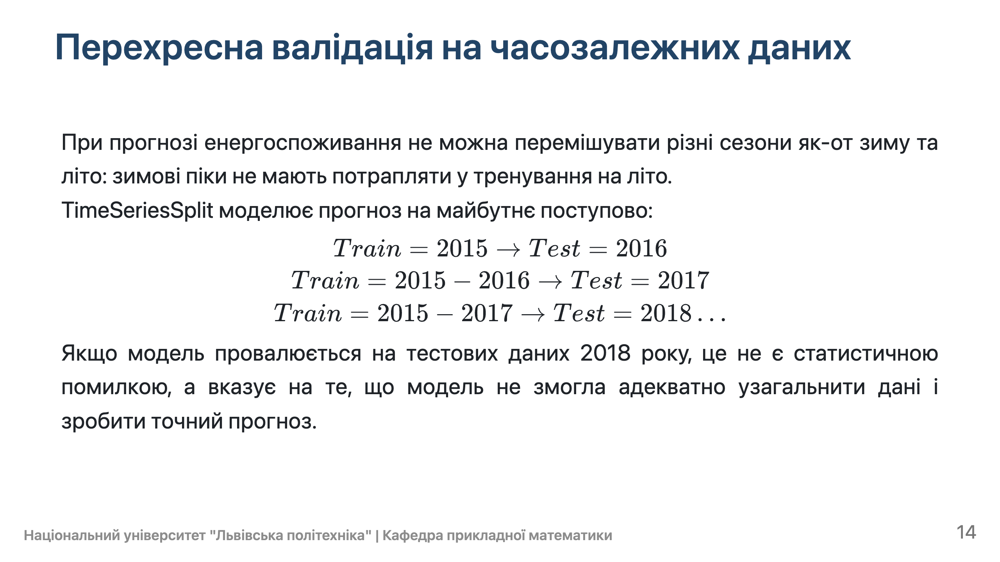 Перехресна валідація на часозалежних даних
При прогнозі енергоспоживання не можна перемішувати різні сезони як-от зиму та
літо: зимові піки не мають потрапляти у тренування на літо.
TimeSeriesSplit моделює прогноз на майбутнє поступово:
Train = 2015 → Test = 2016
Train = 2015 − 2016 → Test = 2017
Train = 2015 − 2017 → Test = 2018 . . .
Якщо модель провалюється на тестових даних 2018 року, це не є статистичною
помилкою, а вказує на те, що модель не змогла адекватно узагальнити дані і
зробити точний прогноз.
Національний університет "Львівська політехніка" | Кафедра прикладної математики
14